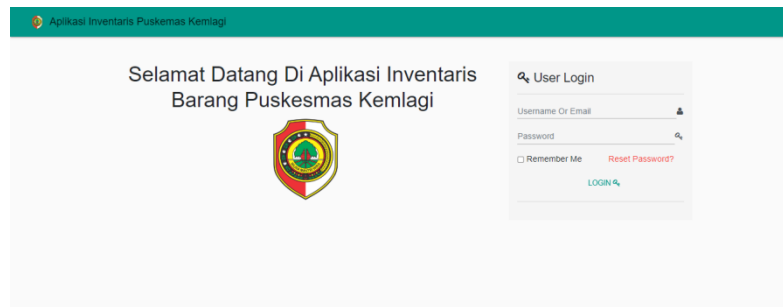 Aplikasi Inventaris Puskemas Kemlagi
Selamat Datang Di Aplikasi Inventaris
Barang Puskesmas Kemlagi
User Login
Username Or Email
Password
Remember Me Reset Password?
LOGIN